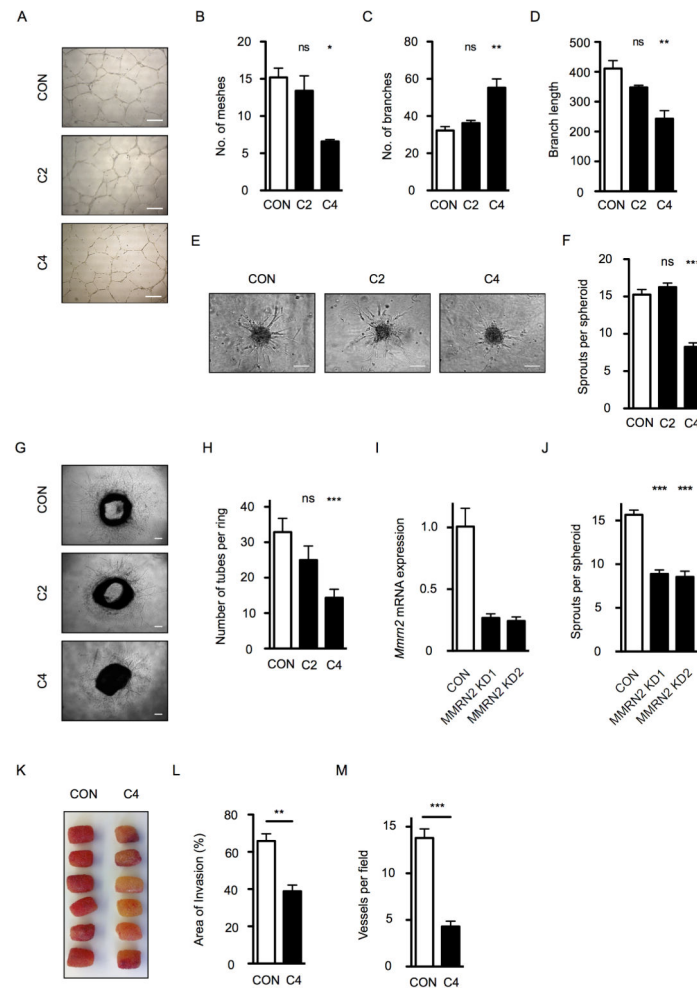 A
CON
C2
C4
B
No. of meshes
20
15
10
5
0
ns *
CON C2 C4
C
No. of branches
80
60
40
20
0
ns **
CON C2 C4
D
Branch length
500
400
300
200
100
0
ns **
CON C2 C4
E
CON C2 C4
F
Sprouts per spheroid
20
15
10
5
0
ns ***
CON C2 C4
G
CON
C2
C4
H
Number of tubes per ring
40
30
20
10
0
ns ***
CON C2 C4
I
Mmrn2 mRNA expression
1.0
0.5
0
CON
MMRN2 KD1
MMRN2 KD2
J
Sprouts per spheroid
15
10
5
0
*** ***
CON
MMRN2 KD1
MMRN2 KD2
K
CON C4
L
Area of Invasion (%)
80
60
40
20
0
**
CON C4
M
Vessels per field
15
10
5
0
***
CON C4